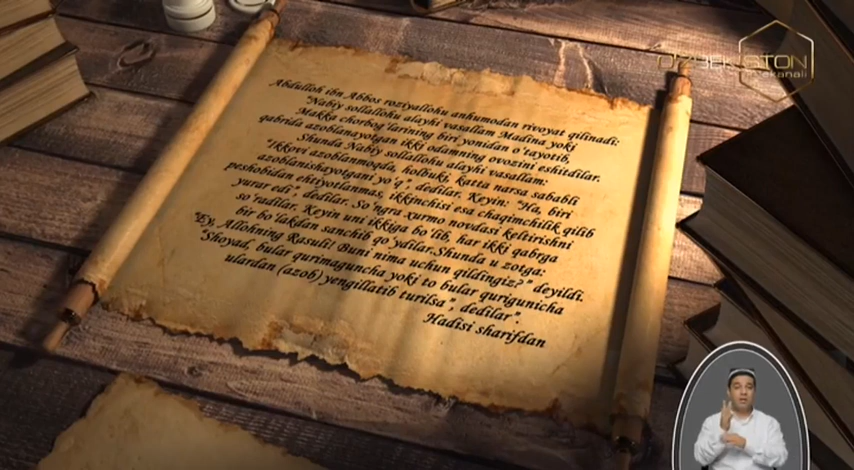 Abdulloh ibn Abbos roziyallohu anhumodan rivoyat qilinadi:
"Nabiy sollallohu alayhi vasallam Madina yoki
Makka chorbog'larining biri yonidan o'tayotib,
qabrida azoblanayotgan ikki odamning ovozini eshitdilar.
Shunda Nabiy sollallohu alayhi vasallam:
"Ikkovi azoblanmoqda, holbuki, katta narsa sababli
azoblanishayotgani yo'q", dedilar. Keyin: "Ha, biri
peshobidan ehtiyotlanmas, ikkinchisi esa chaqimchilik qilib
yurar edi", dedilar. So'ngra xurmo novdasi keltirishni
so'radilar. Keyin uni ikkiga bo'lib, har ikki qabrga
bir bo'lakdan sanchib qo'ydilar.Shunda u zotga:
"Ey, Allohning Rasuli! Buni nima uchun qildingiz?" deyildi.
"Shoyad, bular qurimaguncha yoki to bular qurigunicha
ulardan (azob) yengillatib turilsa", dedilar".
Hadisi sharifdan
O'ZBEKISTON
telekanali